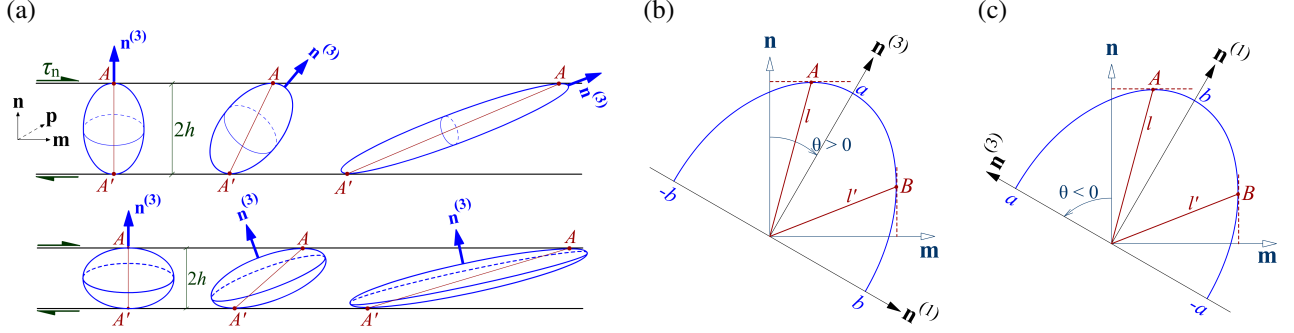 (a)
n(3)
n(3)
A
A
A
τn
n(3)
n
p
m
2h
A'
A'
A'
n(3)
n(3)
n(3)
A
A
A
2h
A'
A'
A'
(b)
n
n(3)
A
a
l
θ > 0
B
l'
m
-b
b
n(1)
(c)
n
n(1)
A
b
l
n(3)
θ < 0
B
l'
a
m
-a